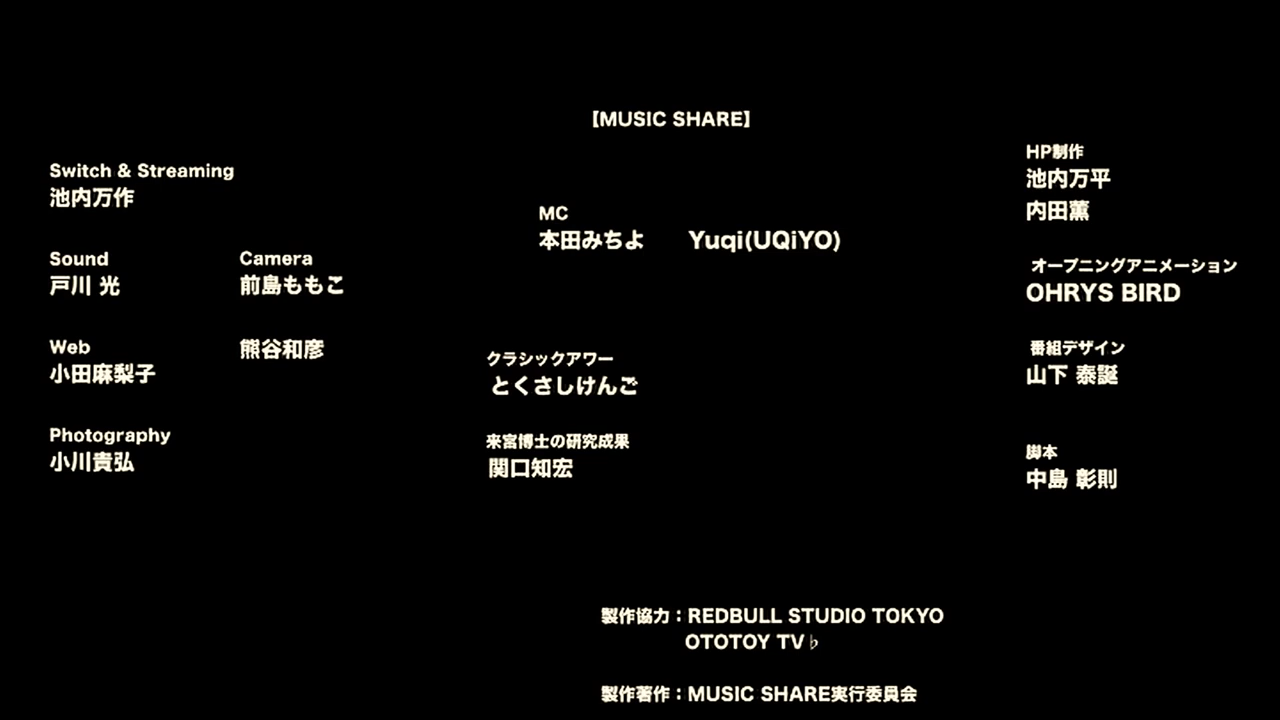 【MUSIC SHARE】
Switch & Streaming
池内万作
Sound
戸川 光
Camera
前島ももこ
熊谷和彦
Web
小田麻梨子
Photography
小川貴弘
MC
本田みちよ Yuqi(UQiYO)
クラシックアワー
とくさしけんご
来宮博士の研究成果
関口知宏
HP制作
池内万平
内田薫
オープニングアニメーション
OHRYS BIRD
番組デザイン
山下 泰誕
脚本
中島 彰則
製作協力：REDBULL STUDIO TOKYO
OTOTOY TV♭
製作著作：MUSIC SHARE実行委員会